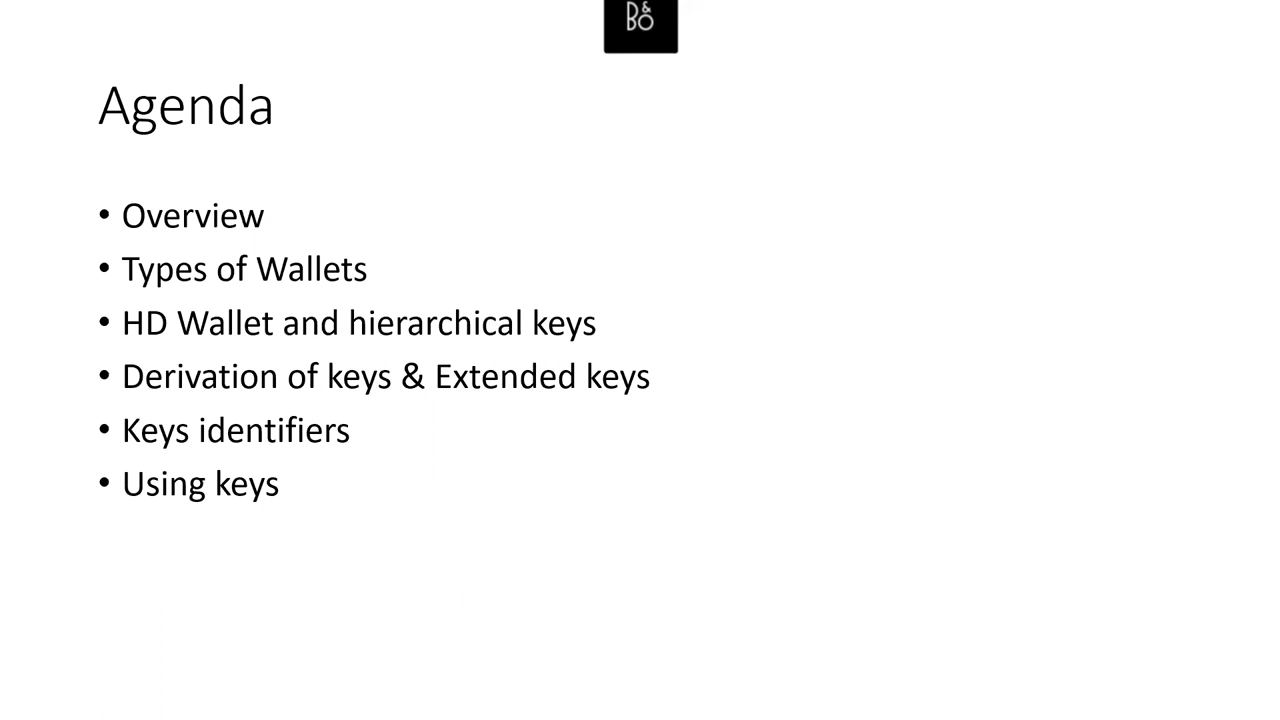 Agenda
• Overview
• Types of Wallets
• HD Wallet and hierarchical keys
• Derivation of keys & Extended keys
• Keys identifiers
• Using keys